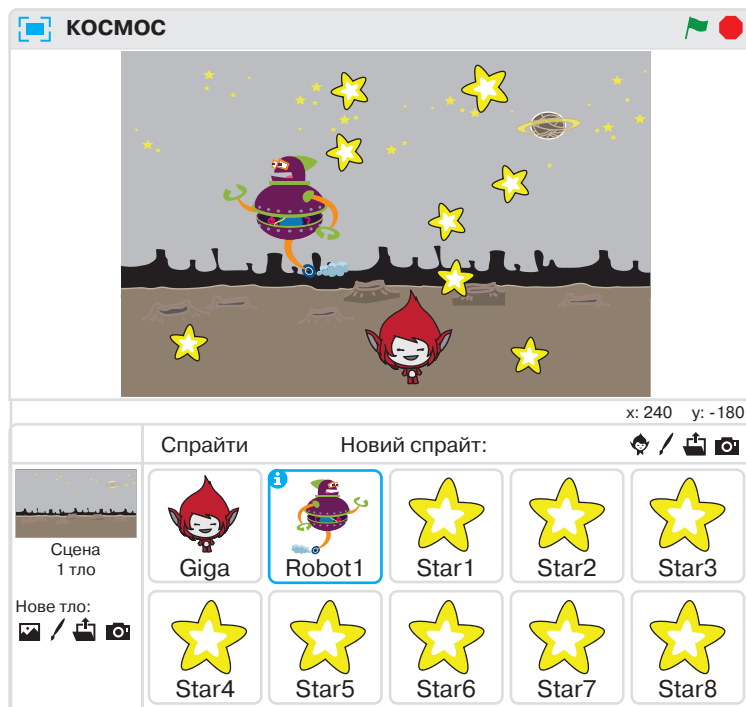 КОСМОС
x: 240 y: -180
Спрайти Новий спрайт:
Сцена
1 тло
Нове тло:
Giga Robot1 Star1 Star2 Star3
Star4 Star5 Star6 Star7 Star8